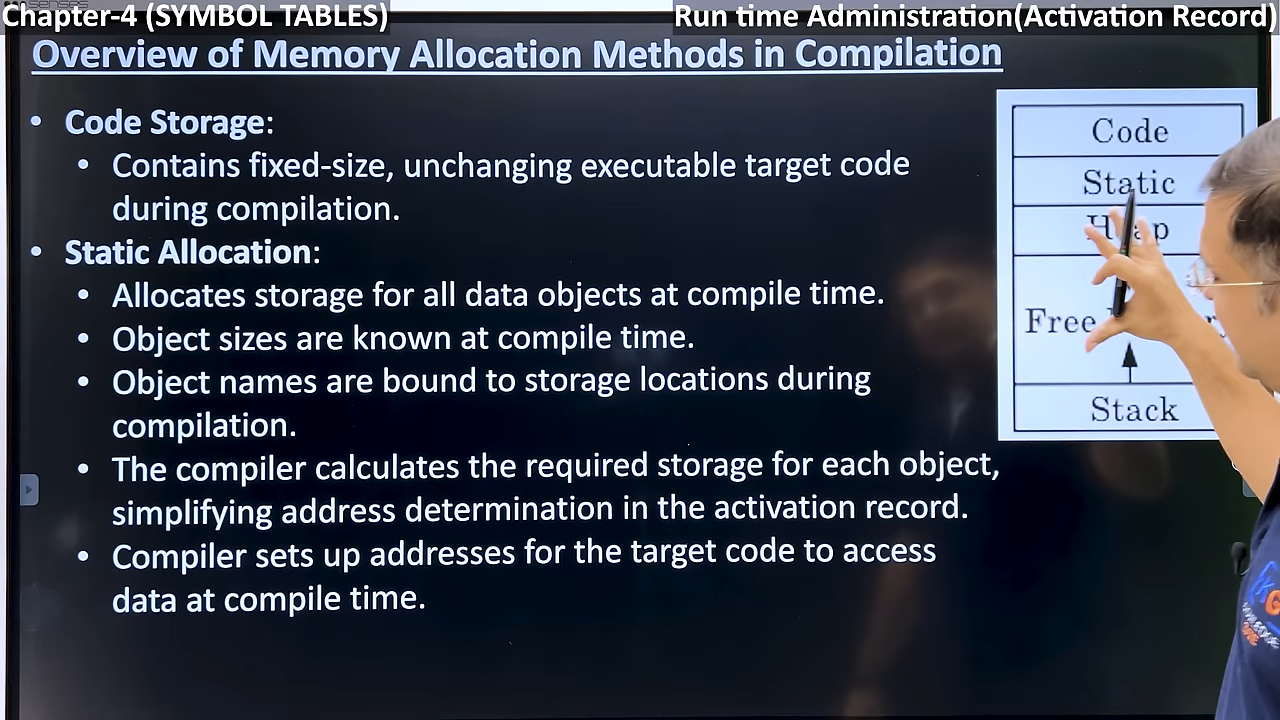 Chapter-4 (SYMBOL TABLES)
Run time Administration(Activation Record)
Overview of Memory Allocation Methods in Compilation
• Code Storage:
• Contains fixed-size, unchanging executable target code
during compilation.
• Static Allocation:
• Allocates storage for all data objects at compile time.
• Object sizes are known at compile time.
• Object names are bound to storage locations during
compilation.
• The compiler calculates the required storage for each object,
simplifying address determination in the activation record.
• Compiler sets up addresses for the target code to access
data at compile time.
Code
Static
Free
Stack